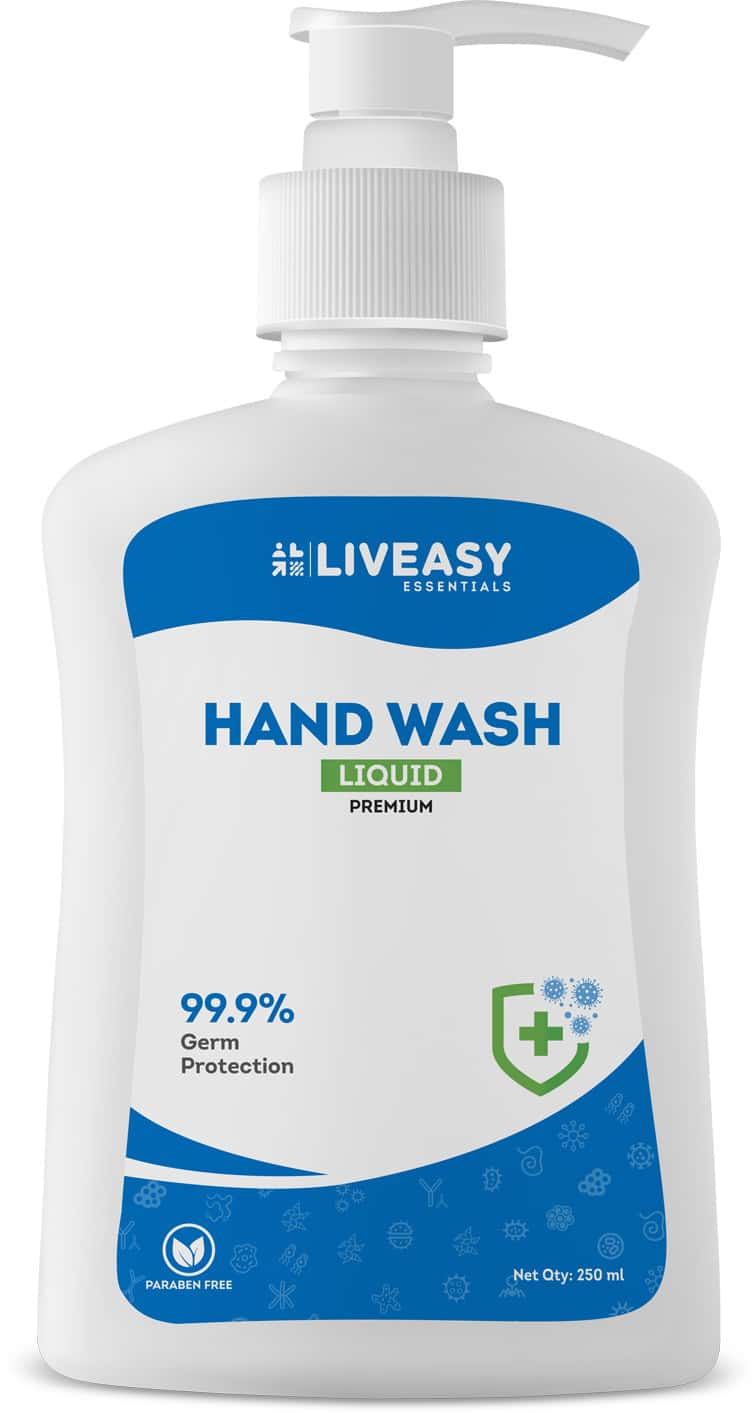 LIVEASY
ESSENTIALS
HAND WASH
LIQUID
PREMIUM
99.9%
Germ
Protection
PARABEN FREE
Net Qty: 250 ml